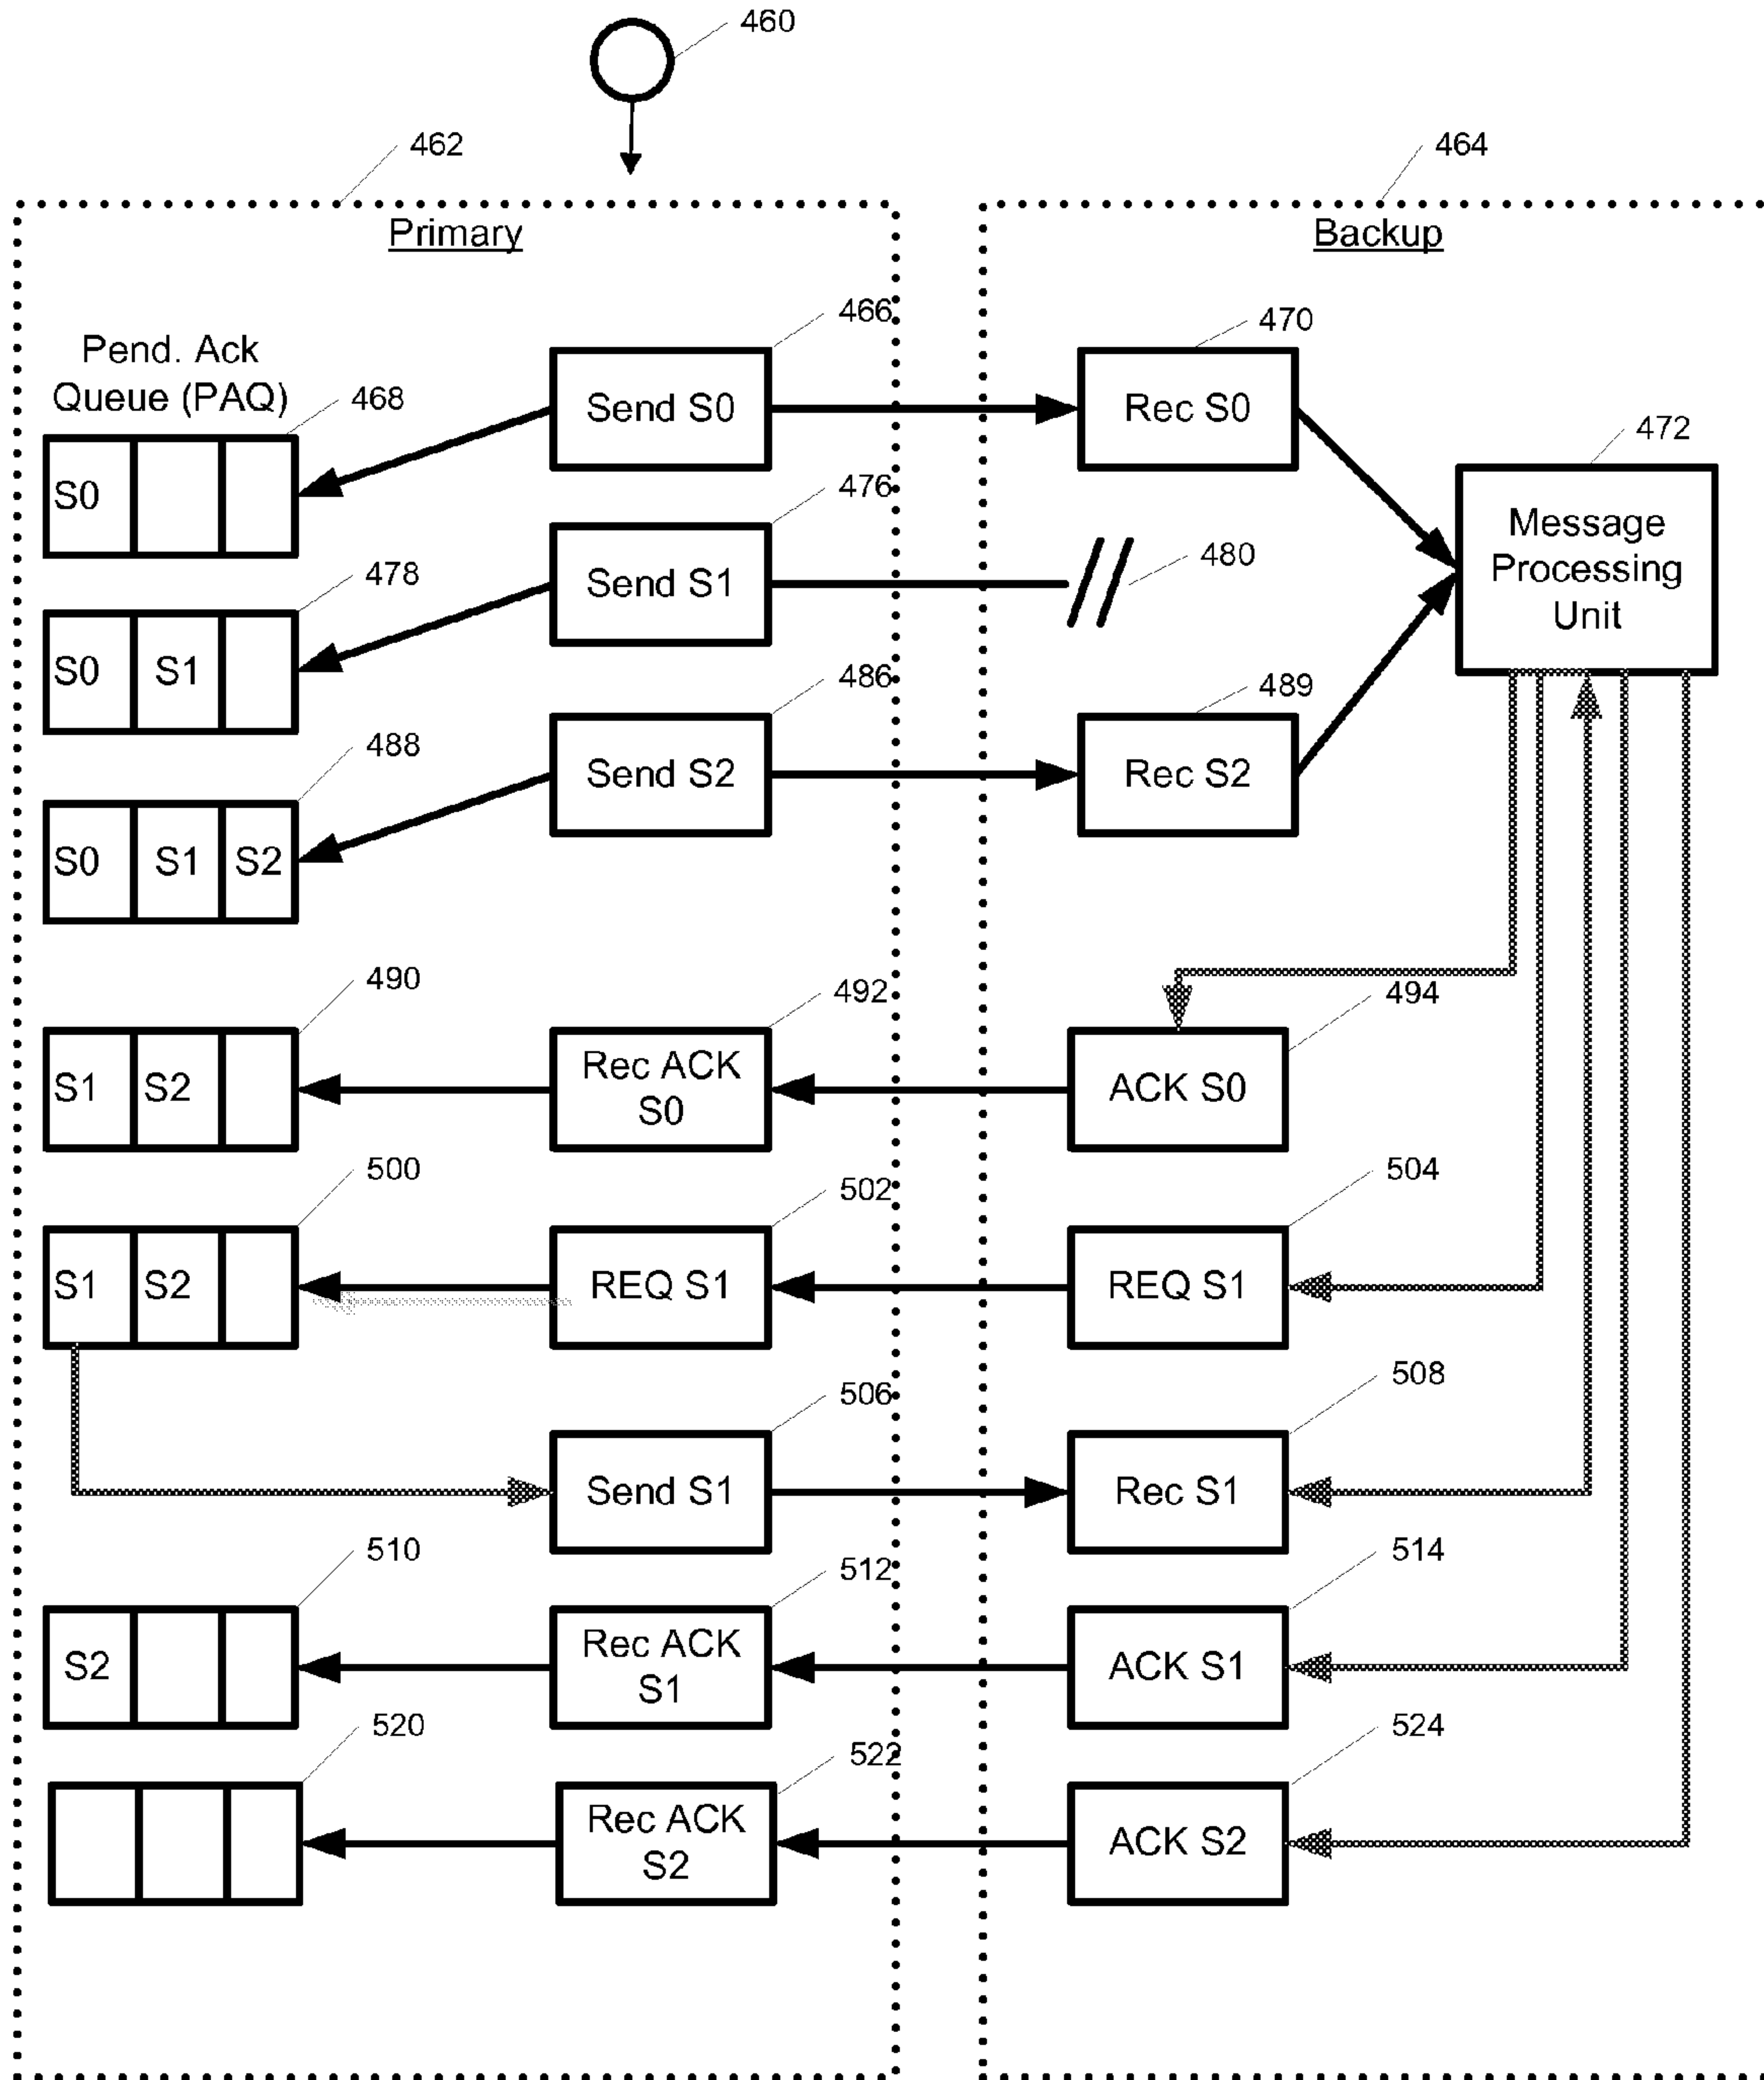 460
462
464
Primary
Backup
466
470
Pend. Ack
Queue (PAQ)
468
Send S0
Rec S0
472
S0
476
Message
Processing
Unit
478
Send S1
480
S0 S1
486
489
488
Send S2
Rec S2
S0 S1 S2
490
492
494
S1 S2
Rec ACK
S0
ACK S0
500
502
504
S1 S2
REQ S1
REQ S1
506
508
Send S1
Rec S1
510
512
514
S2
Rec ACK
S1
ACK S1
520
522
524
Rec ACK
S2
ACK S2